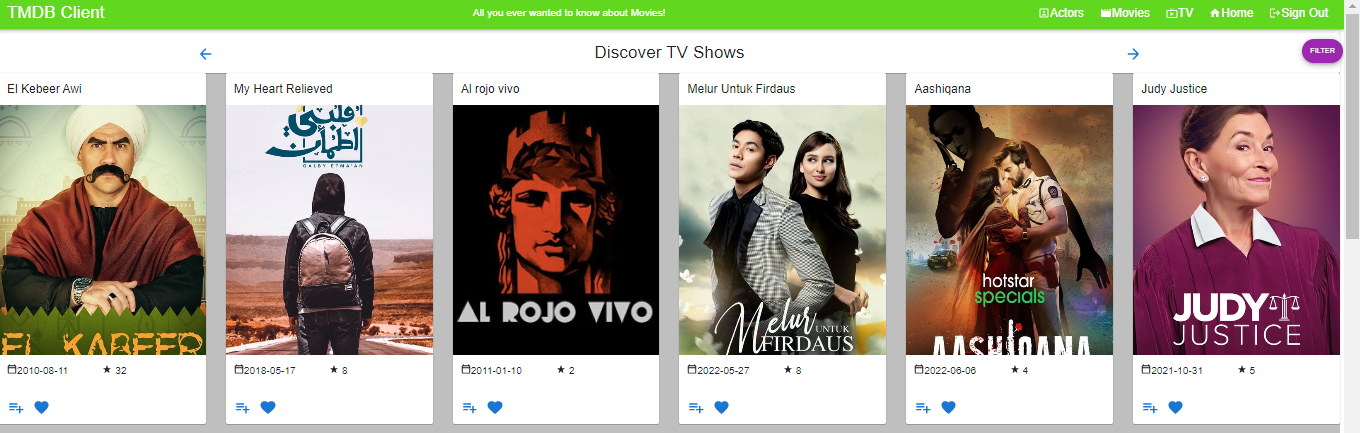 TMDB Client
All you ever wanted to know about Movies!
Actors
Movies
TV
Home
Sign Out
Discover TV Shows
FILTER
El Kebeer Awi
My Heart Relieved
Al rojo vivo
Melur Untuk Firdaus
Aashiqana
Judy Justice
EL KABEER
قلبي
اطمأن
GALBY ETMA'AN
AL ROJO VIVO
Melur UNTUK
FIRDAUS
hotstar
specials
AASHIQANA
JUDY
JUSTICE
2010-08-11 ★ 32
2018-05-17 ★ 8
2011-01-10 ★ 2
2022-05-27 ★ 8
2022-06-06 ★ 4
2021-10-31 ★ 5